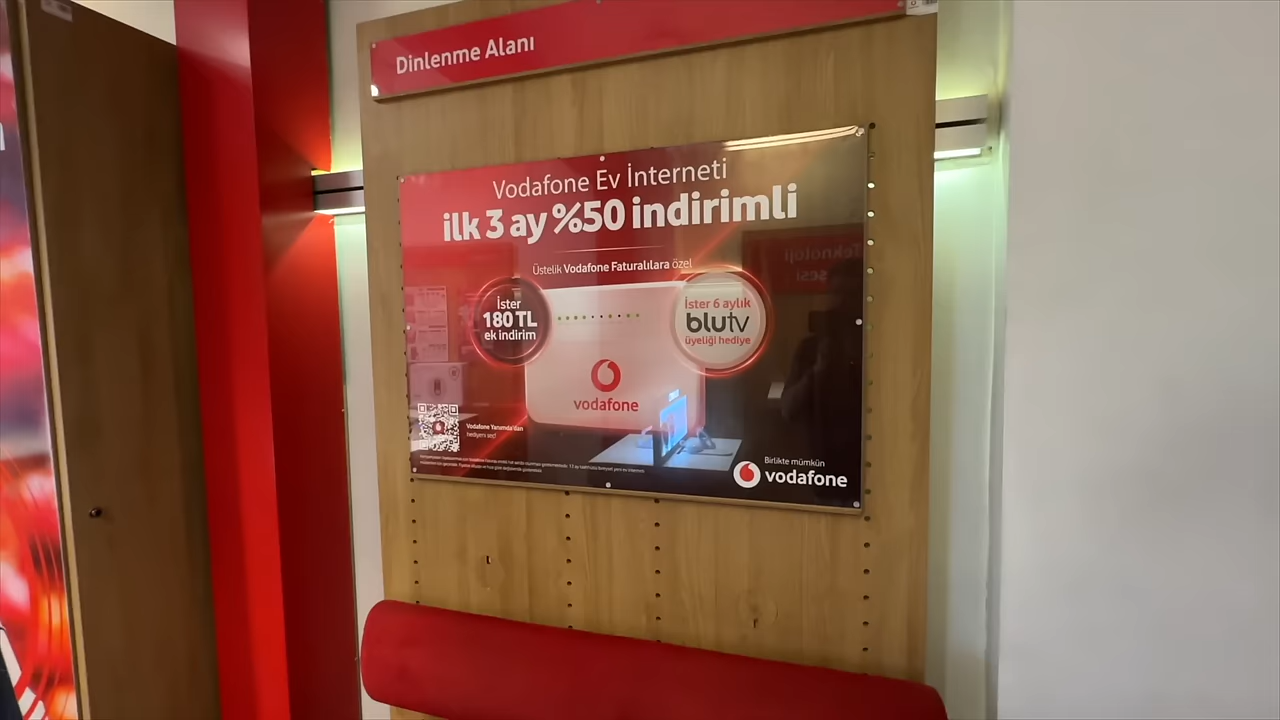 Dinlenme Alanı
Vodafone Ev İnterneti
ilk 3 ay %50 indirimli
Üstelik Vodafone Faturalılara özel
İster
180 TL
ek indirim
İster 6 aylık
blutv
üyeliği hediye
vodafone
Vodafone Yanımda'dan
hediyeni seç!
Birlikte mümkün
vodafone
Teknoloji